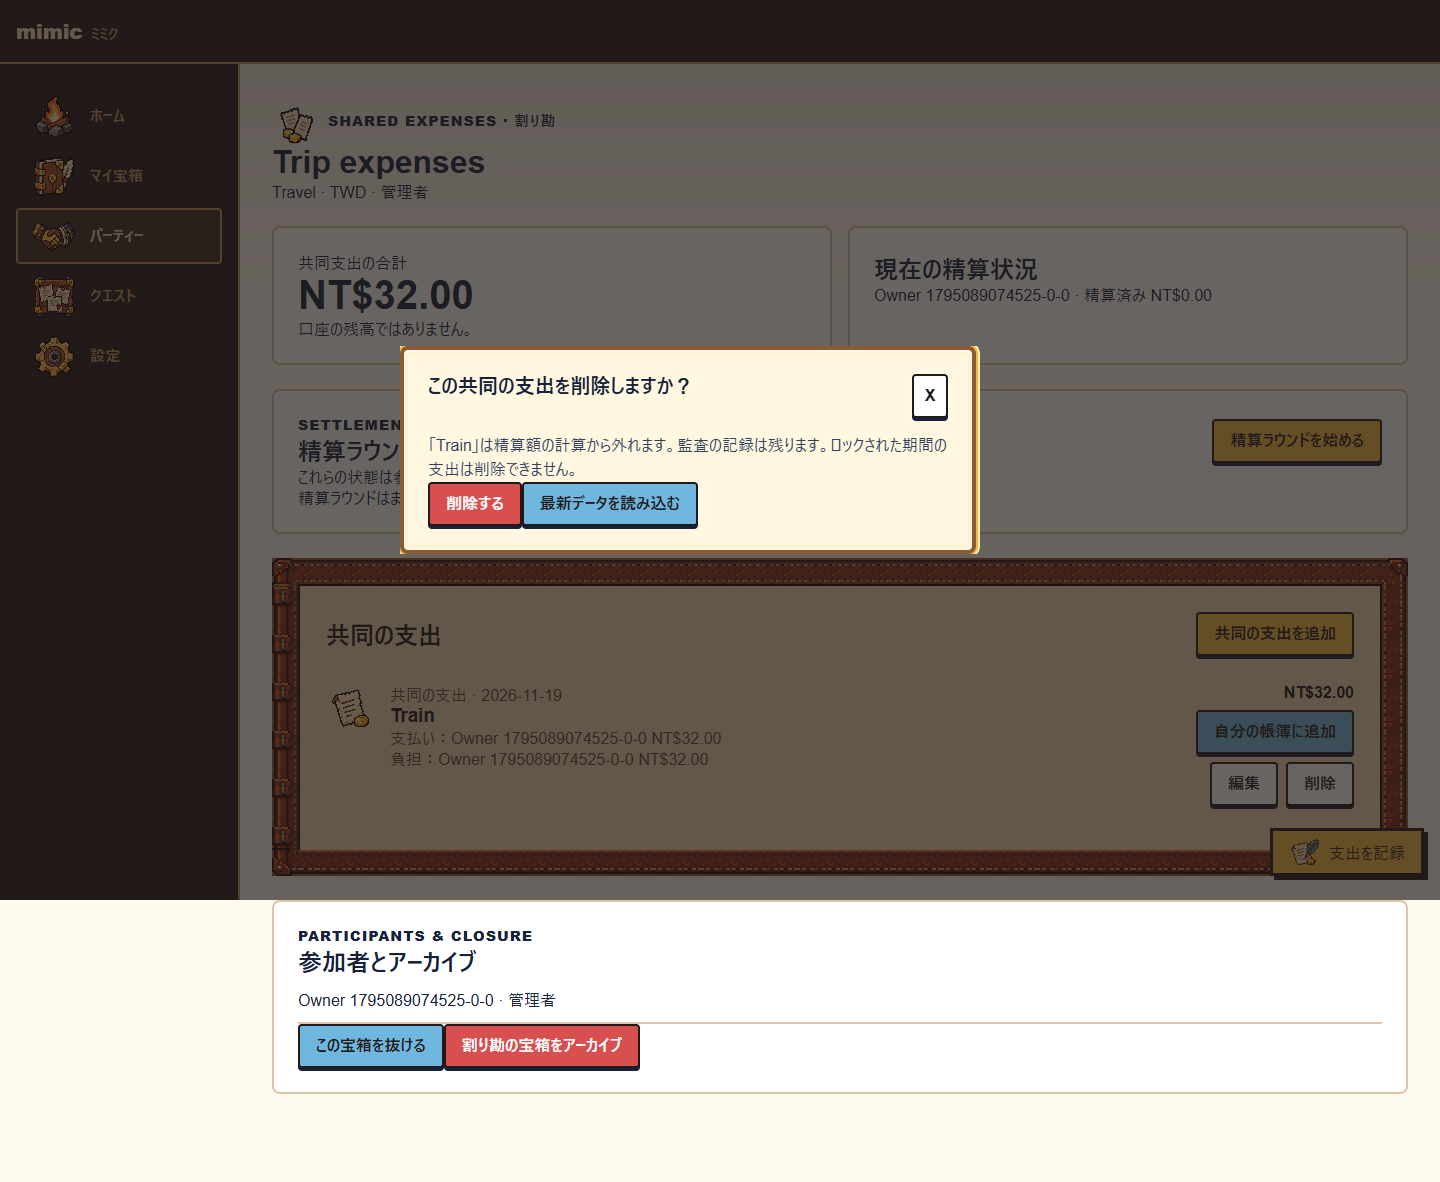 mimic ミミク
ホーム
マイ宝箱
パーティー
クエスト
設定
SHARED EXPENSES · 割り勘
Trip expenses
Travel · TWD · 管理者
共同支出の合計
NT$32.00
口座の残高ではありません。
現在の精算状況
Owner 1795089074525-0-0 · 精算済み NT$0.00
SETTLEMEN
精算ラウン
これらの状態は
精算ラウンドはま
精算ラウンドを始める
この共同の支出を削除しますか？
X
「Train」は精算額の計算から外れます。監査の記録は残ります。ロックされた期間の
支出は削除できません。
削除する
最新データを読み込む
共同の支出
共同の支出を追加
共同の支出 · 2026-11-19
Train
支払い：Owner 1795089074525-0-0 NT$32.00
負担：Owner 1795089074525-0-0 NT$32.00
NT$32.00
自分の帳簿に追加
編集
削除
支出を記録
PARTICIPANTS & CLOSURE
参加者とアーカイブ
Owner 1795089074525-0-0 · 管理者
この宝箱を抜ける
割り勘の宝箱をアーカイブ